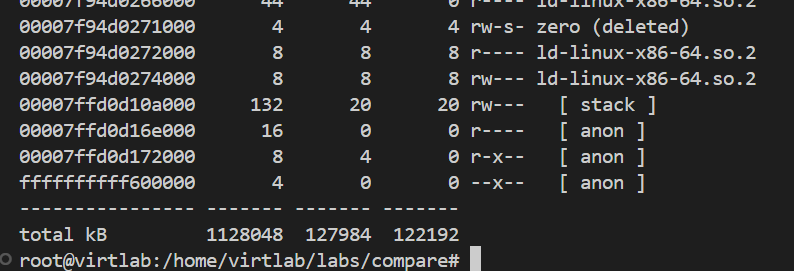 00007f94d0266000 44 44 0 r---- ld-linux-x86-64.so.2
00007f94d0271000 4 4 4 rw-s- zero (deleted)
00007f94d0272000 8 8 8 r---- ld-linux-x86-64.so.2
00007f94d0274000 8 8 8 rw--- ld-linux-x86-64.so.2
00007ffd0d10a000 132 20 20 rw--- [ stack ]
00007ffd0d16e000 16 0 0 r---- [ anon ]
00007ffd0d172000 8 4 0 r-x-- [ anon ]
ffffffffff600000 4 0 0 --x-- [ anon ]
---------------- ------- ------- -------
total kB 1128048 127984 122192
root@virtlab:/home/virtlab/labs/compare#